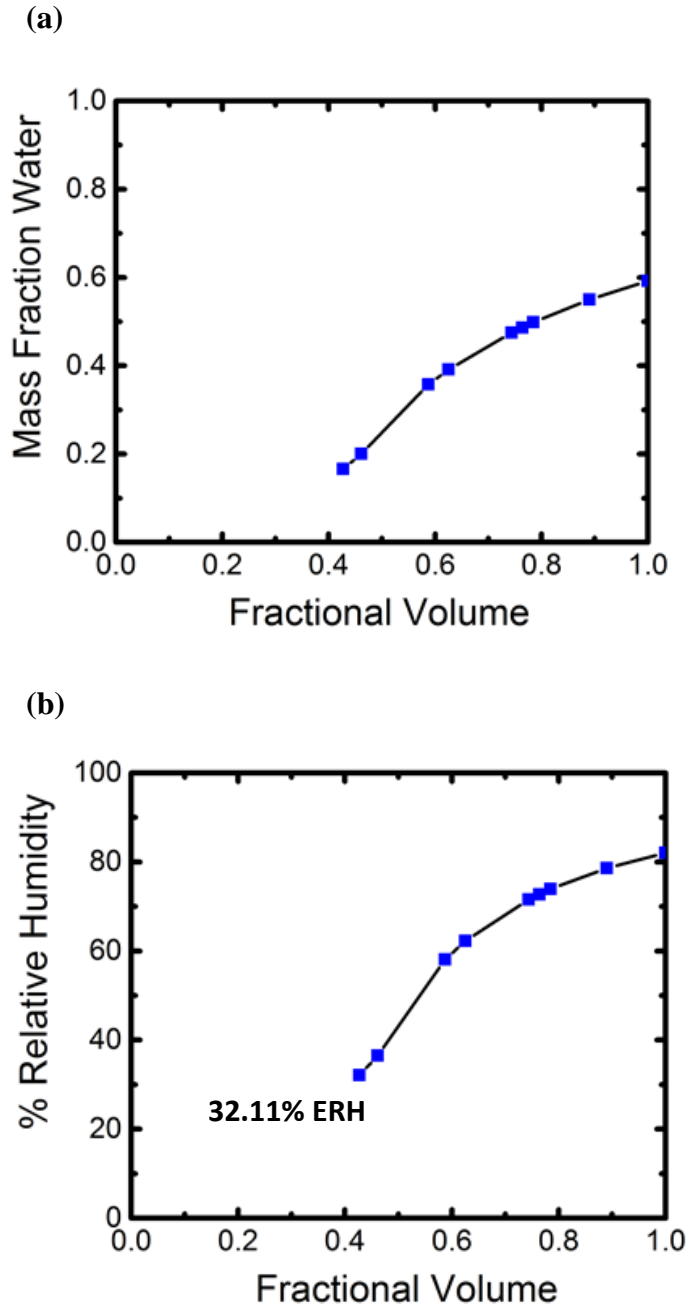 (a)
1.0
0.8
0.6
0.4
0.2
0.0
Mass Fraction Water
0.0 0.2 0.4 0.6 0.8 1.0
Fractional Volume
(b)
100
80
60
40
20
0
% Relative Humidity
32.11% ERH
0.0 0.2 0.4 0.6 0.8 1.0
Fractional Volume